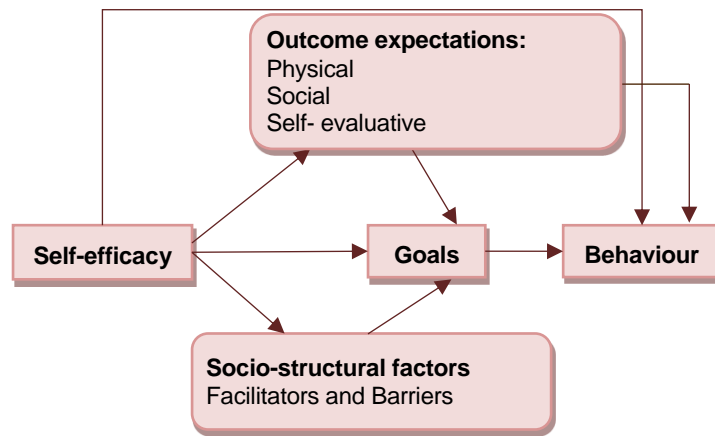 Outcome expectations:
Physical
Social
Self- evaluative
Self-efficacy
Goals
Behaviour
Socio-structural factors
Facilitators and Barriers